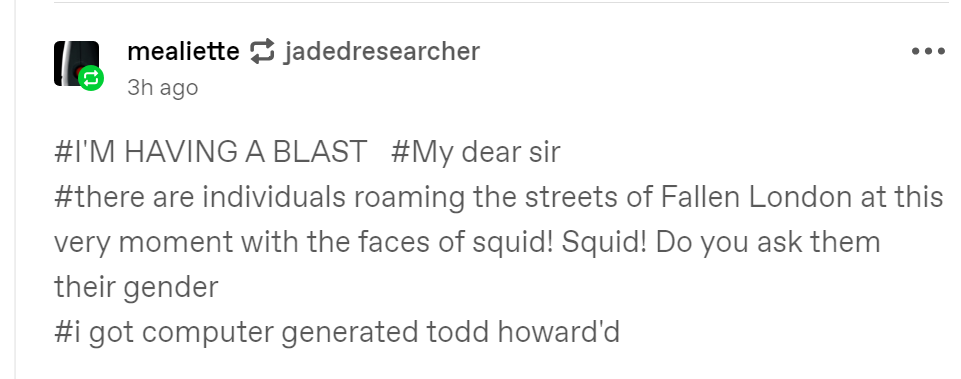 mealiette jadedresearcher
3h ago
#I'M HAVING A BLAST #My dear sir
#there are individuals roaming the streets of Fallen London at this
very moment with the faces of squid! Squid! Do you ask them
their gender
#i got computer generated todd howard'd